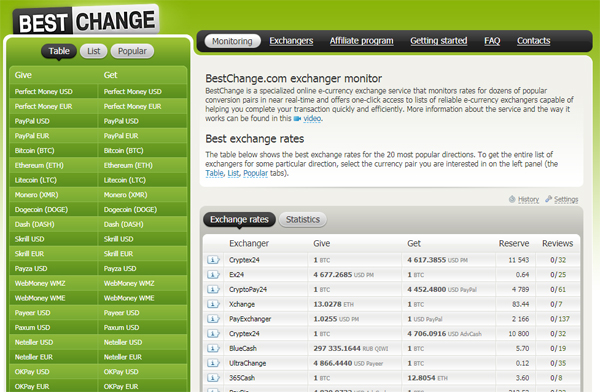 BEST CHANGE
Table List Popular
Monitoring Exchangers Affiliate program Getting started FAQ Contacts
Give Get
Perfect Money USD Perfect Money USD
Perfect Money EUR Perfect Money EUR
PayPal USD PayPal USD
PayPal EUR PayPal EUR
Bitcoin (BTC) Bitcoin (BTC)
Ethereum (ETH) Ethereum (ETH)
Litecoin (LTC) Litecoin (LTC)
Monero (XMR) Monero (XMR)
Dogecoin (DOGE) Dogecoin (DOGE)
Dash (DASH) Dash (DASH)
Skrill USD Skrill USD
Skrill EUR Skrill EUR
Payza USD Payza USD
WebMoney WMZ WebMoney WMZ
WebMoney WME WebMoney WME
Payeer USD Payeer USD
Paxum USD Paxum USD
Neteller USD Neteller USD
Neteller EUR Neteller EUR
OKPay USD OKPay USD
OKPay EUR OKPay EUR
BestChange.com exchanger monitor
BestChange is a specialized online e-currency exchange service that monitors rates for dozens of popular
conversion pairs in near real-time and offers one-click access to lists of reliable e-currency exchangers capable of
helping you complete your transaction quickly and efficiently. More information about the service and the way it
works can be found in this video.
Best exchange rates
The table below shows the best exchange rates for the 20 most popular directions. To get the entire list of
exchangers for some particular direction, select the currency pair you are interested in on the left panel (the
Table, List, Popular tabs).
History Settings
Exchange rates Statistics
Exchanger Give Get Reserve Reviews
Cryptex24 1 BTC 4 617.3855 USD PM 11 543 0/32
Ex24 4 677.2685 USD PM 1 BTC 0.64 0/25
CryptoPay24 1 BTC 4 452.4800 USD PayPal 4 789 0/61
Xchange 13.0278 ETH 1 BTC 83.44 0/7
PayExchanger 1.0255 USD PM 1 USD PayPal 2 166 0/137
Cryptex24 1 BTC 4 706.0916 USD AdvCash 10 800 0/32
BlueCash 297 335.1644 RUB QIWI 1 BTC 5.70 0/19
UltraChange 4 866.4440 USD Payeer 1 BTC 0.12 0/35
365Cash 1 BTC 12.8054 ETH 3.60 0/8